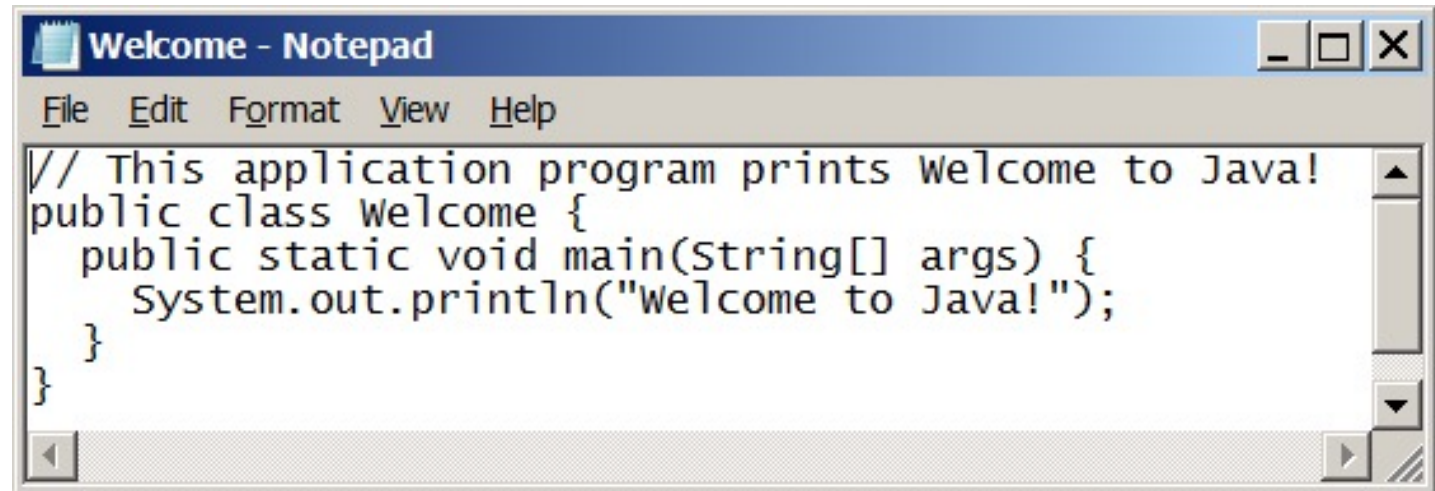 Welcome - Notepad
File Edit Format View Help
// This application program prints Welcome to Java!
public class Welcome {
  public static void main(String[] args) {
    System.out.println("Welcome to Java!");
  }
}